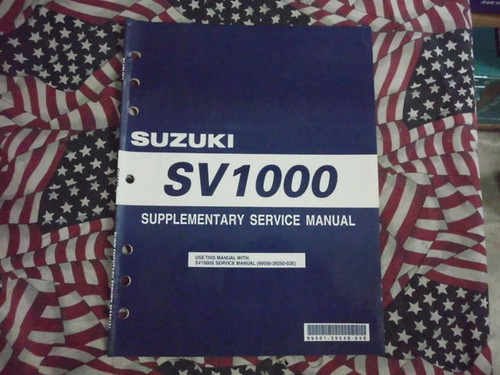 SUZUKI
SV1000
SUPPLEMENTARY SERVICE MANUAL
USE THIS MANUAL WITH:
SV1000S SERVICE MANUAL (99500-39250-03E)